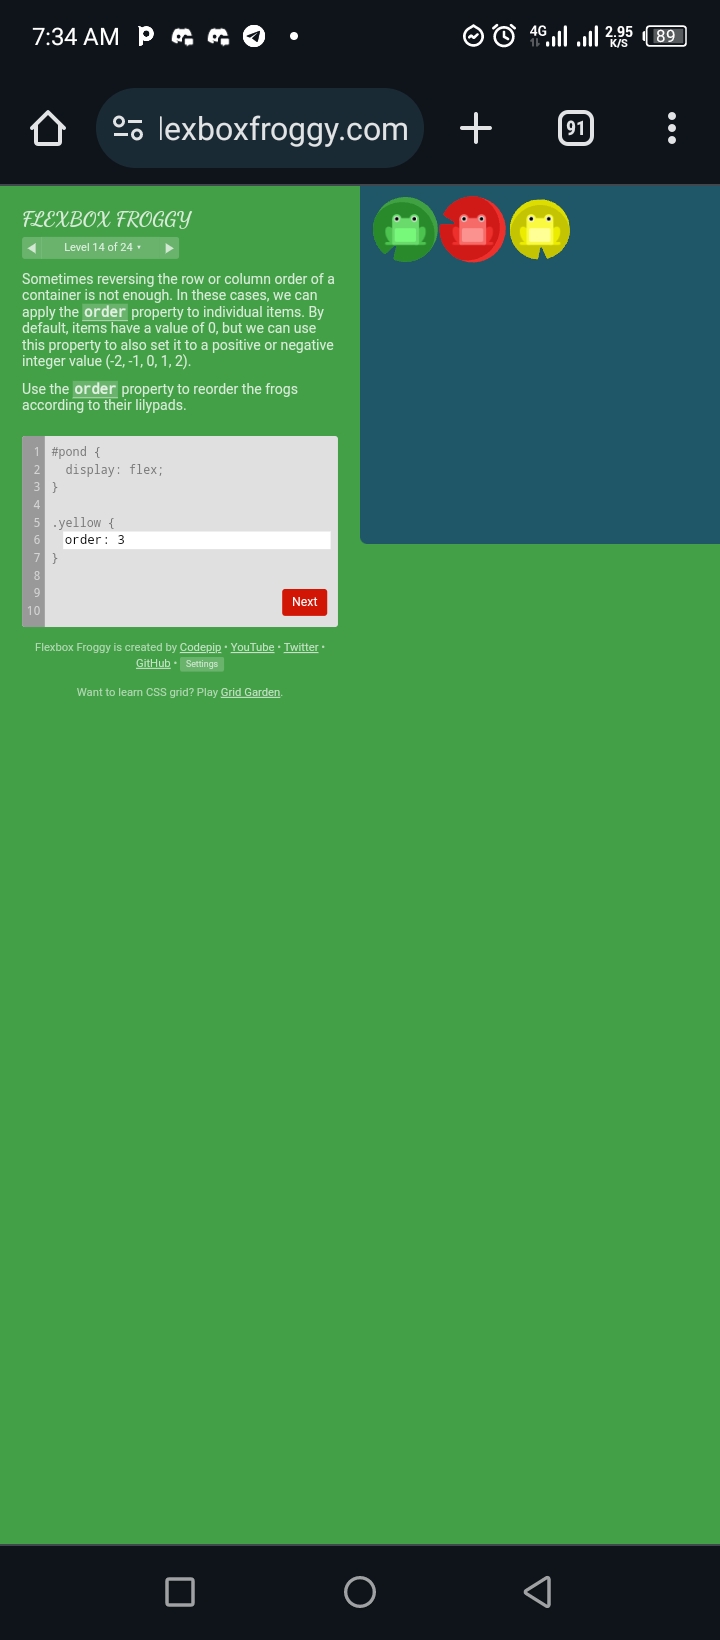 7:34 AM
4G
2.95
K/S
89
lexboxfroggy.com
91
FLEXBOX FROGGY
Level 14 of 24
Sometimes reversing the row or column order of a
container is not enough. In these cases, we can
apply the order property to individual items. By
default, items have a value of 0, but we can use
this property to also set it to a positive or negative
integer value (-2, -1, 0, 1, 2).
Use the order property to reorder the frogs
according to their lilypads.
1 #pond {
2 display: flex;
3 }
4
5 .yellow {
6 order: 3
7 }
8
9
10
Next
Flexbox Froggy is created by Codepip • YouTube • Twitter •
GitHub • Settings
Want to learn CSS grid? Play Grid Garden.